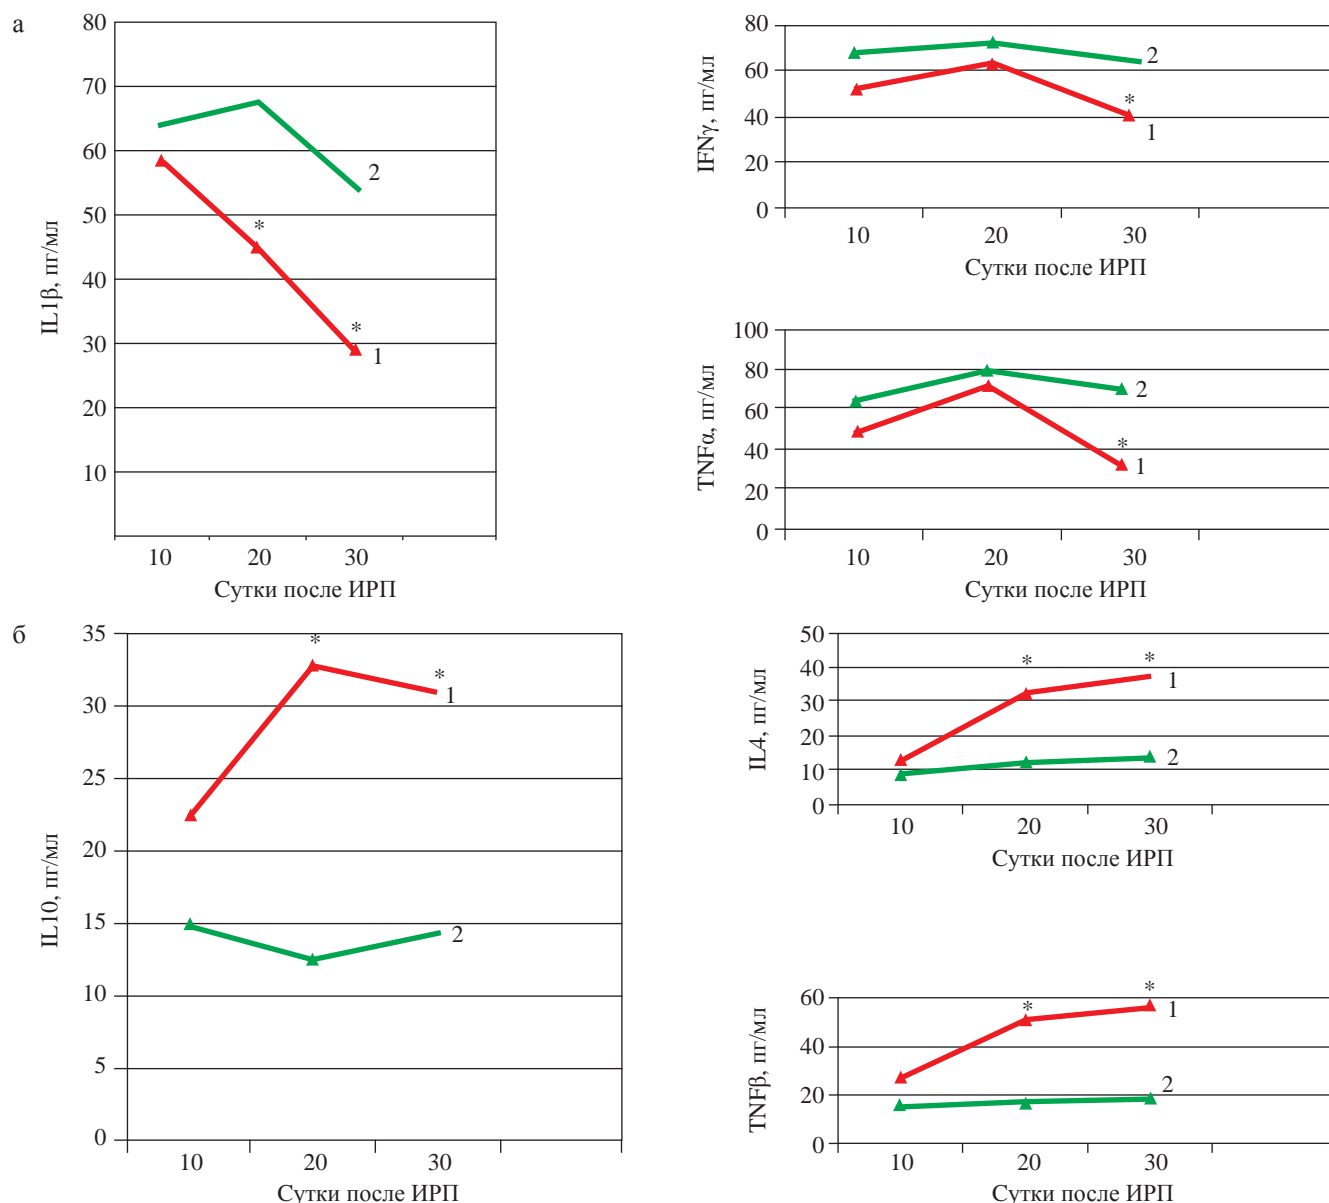 а
80
70
60
50
40
30
20
10
IL1β, пг/мл
*
*
2
1
10 20 30
Сутки после ИРП
80
60
40
20
0
IFNγ, пг/мл
2
*
1
10 20 30
Сутки после ИРП
100
80
60
40
20
0
TNFα, пг/мл
2
*
1
10 20 30
Сутки после ИРП
б
35
30
25
20
15
10
5
0
IL10, пг/мл
*
*
1
2
10 20 30
Сутки после ИРП
50
40
30
20
10
0
IL4, пг/мл
* *
1
2
10 20 30
Сутки после ИРП
60
40
20
0
TNFβ, пг/мл
* *
1
2
10 20 30
Сутки после ИРП